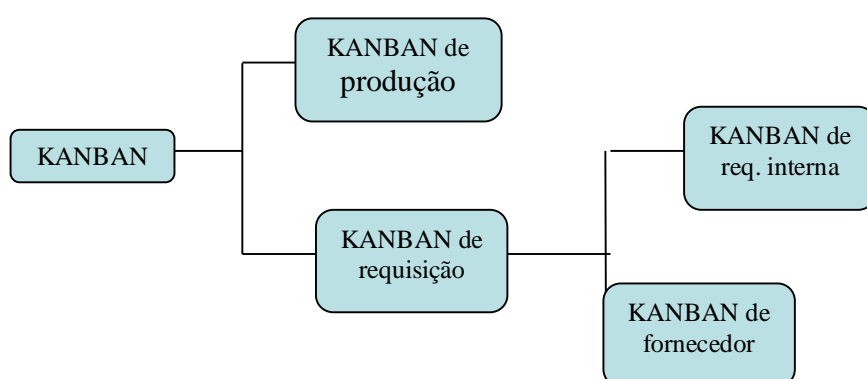 KANBAN
KANBAN de
produção
KANBAN de
requisição
KANBAN de
req. interna
KANBAN de
fornecedor